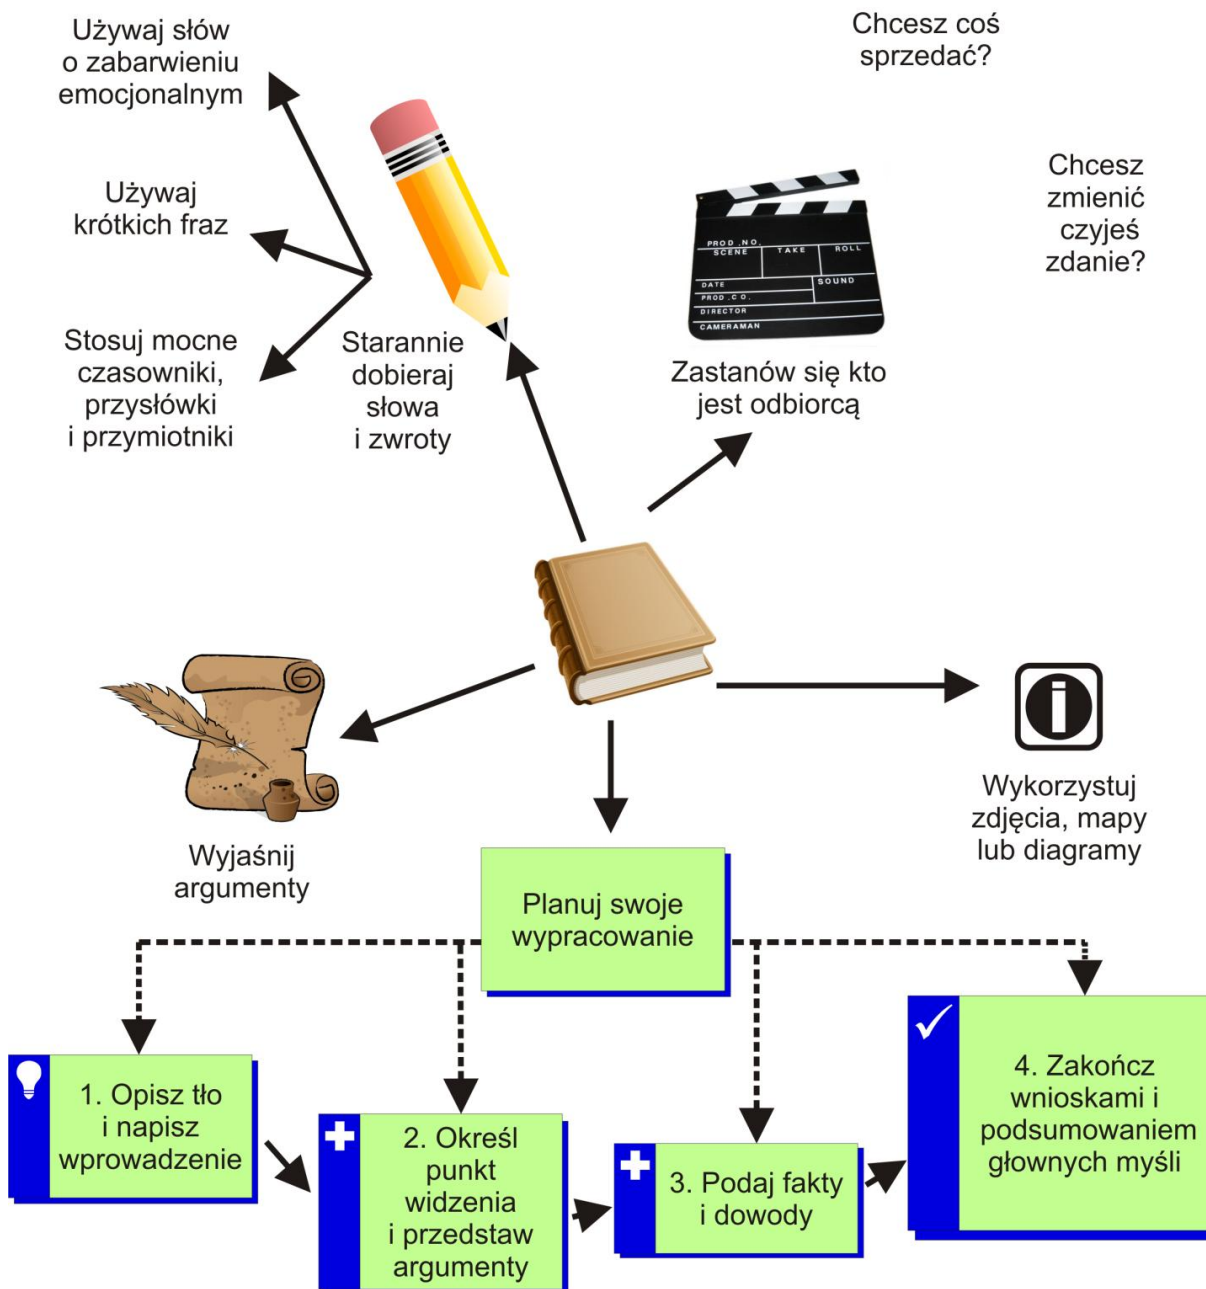 Używaj słów
o zabarwieniu
emocjonalnym
Chcesz coś
sprzedać?
Używaj
krótkich fraz
Chcesz
zmienić
czyjeś
zdanie?
PROD.NO.
SCENE TAKE ROLL
DATE SOUND
PROD.CO.
DIRECTOR
CAMERAMAN
Stosuj mocne
czasowniki,
przysłówki
i przymiotniki
Starannie
dobieraj
słowa
i zwroty
Zastanów się kto
jest odbiorcą
Wyjaśnij
argumenty
Wykorzystuj
zdjęcia, mapy
lub diagramy
Planuj swoje
wypracowanie
1. Opisz tło
i napisz
wprowadzenie
2. Określ
punkt
widzenia
i przedstaw
argumenty
3. Podaj fakty
i dowody
4. Zakończ
wnioskami i
podsumowaniem
głownych myśli